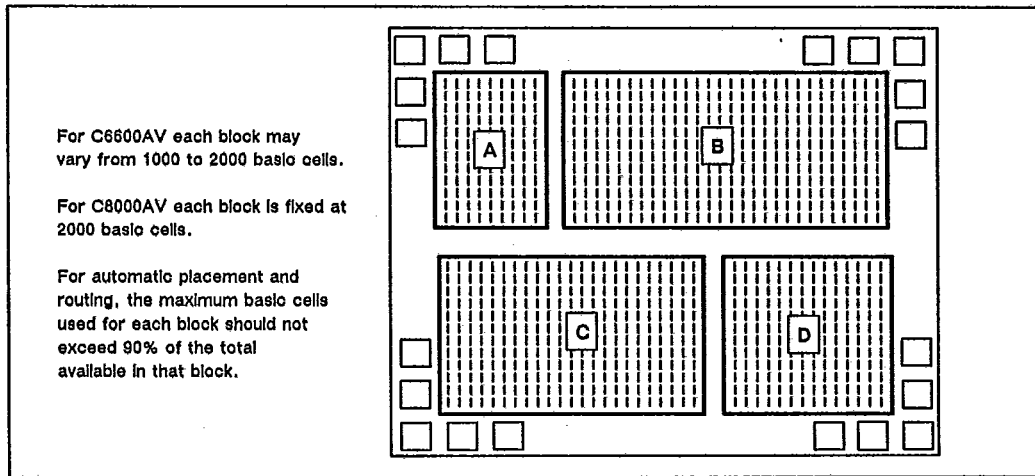 For C6600AV each block may
vary from 1000 to 2000 basic cells.
For C8000AV each block is fixed at
2000 basic cells.
For automatic placement and
routing, the maximum basic cells
used for each block should not
exceed 90% of the total
available in that block.
A
B
C
D